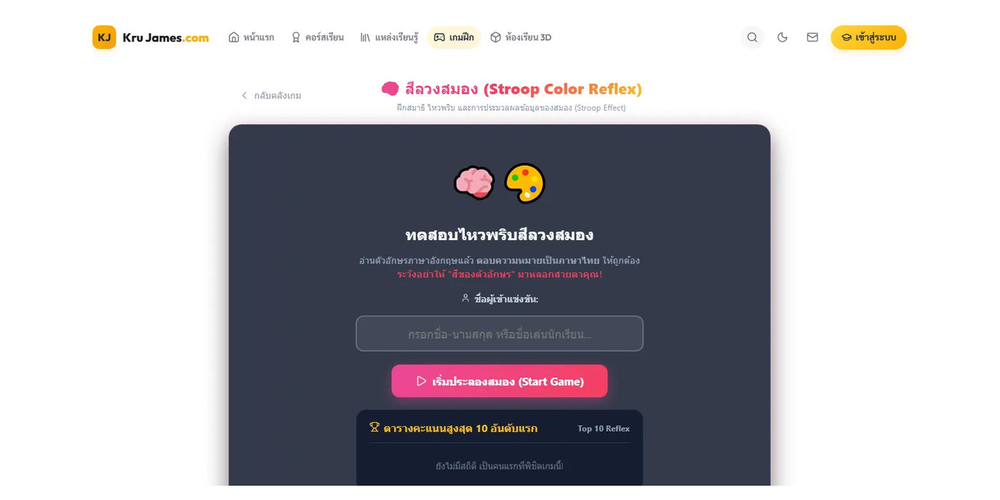 KJ Kru James.com หน้าแรก คอร์สเรียน แหล่งเรียนรู้ เกมฝึก ห้องเรียน 3D เข้าสู่ระบบ
กลับคลังเกม
สีลวงสมอง (Stroop Color Reflex)
ฝึกสมาธิ ไหวพริบ และการประมวลผลข้อมูลของสมอง (Stroop Effect)
ทดสอบไหวพริบสีลวงสมอง
อ่านตัวอักษรภาษาอังกฤษแล้ว ตอบความหมายเป็นภาษาไทย ให้ถูกต้อง
ระวังอย่าให้ "สีของตัวอักษร" มาหลอกสายตาคุณ!
ชื่อผู้เข้าแข่งขัน:
กรอกชื่อ-นามสกุล หรือชื่อเล่นนักเรียน...
เริ่มประลองสมอง (Start Game)
ตารางคะแนนสูงสุด 10 อันดับแรก Top 10 Reflex
ยังไม่มีสถิติ เป็นคนแรกที่พิชิตเกมนี้!